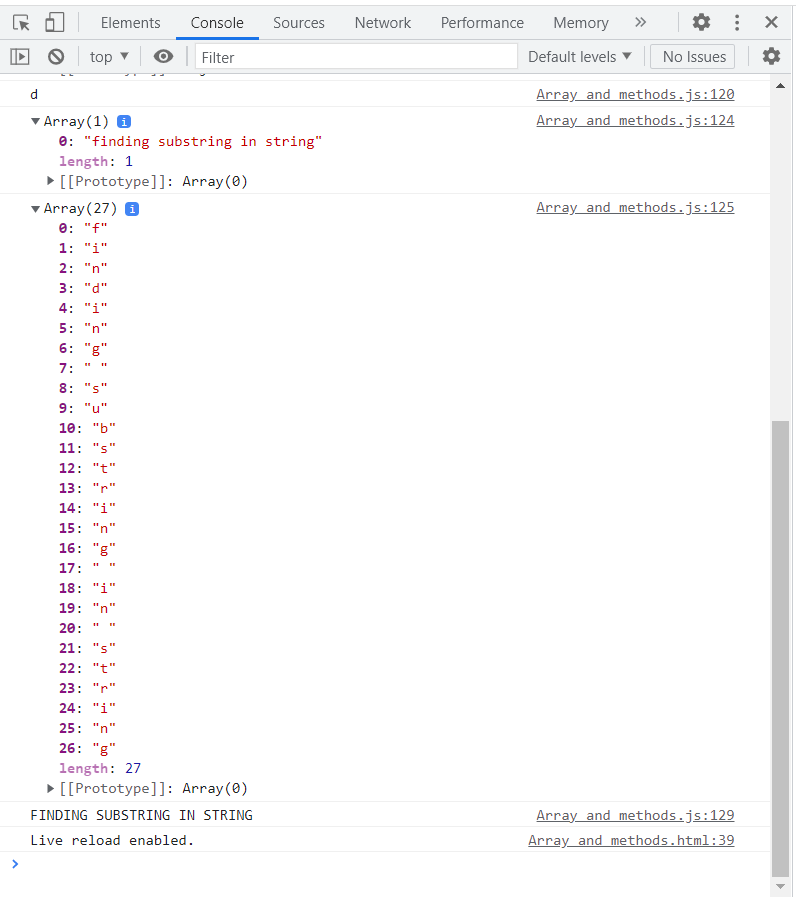 Elements Console Sources Network Performance Memory
top Filter Default levels No Issues
d Array and methods.js:120
Array(1) i Array and methods.js:124
0: "finding substring in string"
length: 1
[[Prototype]]: Array(0)
Array(27) i Array and methods.js:125
0: "f"
1: "i"
2: "n"
3: "d"
4: "i"
5: "n"
6: "g"
7: " "
8: "s"
9: "u"
10: "b"
11: "s"
12: "t"
13: "r"
14: "i"
15: "n"
16: "g"
17: " "
18: "i"
19: "n"
20: " "
21: "s"
22: "t"
23: "r"
24: "i"
25: "n"
26: "g"
length: 27
[[Prototype]]: Array(0)
FINDING SUBSTRING IN STRING Array and methods.js:129
Live reload enabled. Array and methods.html:39